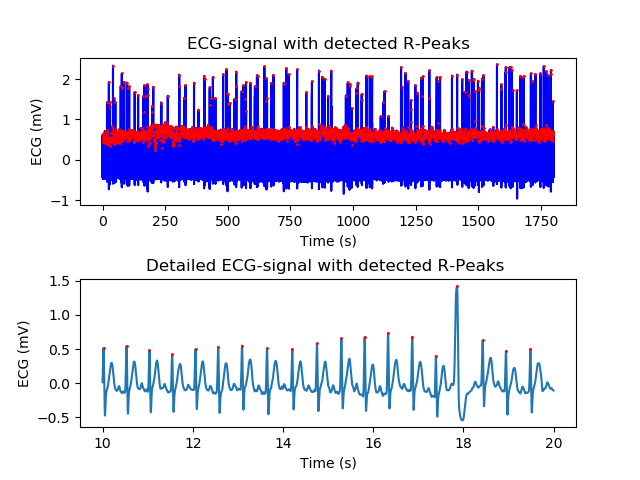 ECG-signal with detected R-Peaks
2
1
0
−1
ECG (mV)
0 250 500 750 1000 1250 1500 1750
Time (s)
Detailed ECG-signal with detected R-Peaks
1.5
1.0
0.5
0.0
−0.5
ECG (mV)
10 12 14 16 18 20
Time (s)